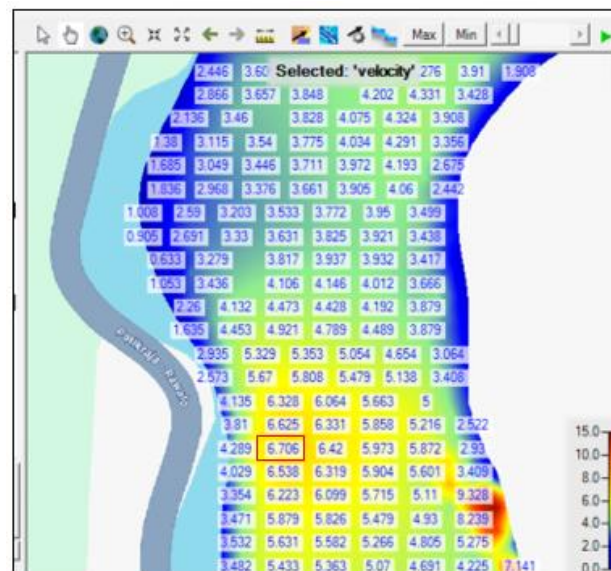 Max Min
2.446 3.60 Selected: 'velocity' 276 3.91 1.908
2.866 3.657 3.848 4.202 4.331 3.428
2.136 3.46 3.828 4.075 4.324 3.908
1.38 3.115 3.54 3.775 4.034 4.291 3.356
1.685 3.049 3.446 3.711 3.972 4.193 2.675
1.836 2.968 3.376 3.661 3.905 4.06 2.442
1.008 2.59 3.203 3.533 3.772 3.95 3.499
0.905 2.691 3.33 3.631 3.825 3.921 3.438
0.633 3.279 3.817 3.937 3.932 3.417
1.053 3.436 4.106 4.146 4.012 3.666
2.26 4.132 4.473 4.428 4.192 3.879
1.635 4.453 4.921 4.789 4.489 3.879
2.935 5.329 5.353 5.054 4.654 3.064
2.573 5.67 5.808 5.479 5.138 3.408
Patikraja - Rawalo
4.135 6.328 6.064 5.663 5
3.81 6.625 6.331 5.858 5.216 2.522
4.289 6.706 6.42 5.973 5.872 2.93
4.029 6.538 6.319 5.904 5.601 3.409
3.354 6.223 6.099 5.715 5.11 9.328
3.471 5.879 5.826 5.479 4.93 8.239
3.532 5.631 5.582 5.266 4.805 5.275
3.482 5.433 5.363 5.07 4.691 4.225 7.141
15.0
10.0
8.0
6.0
4.0
2.0
0.0